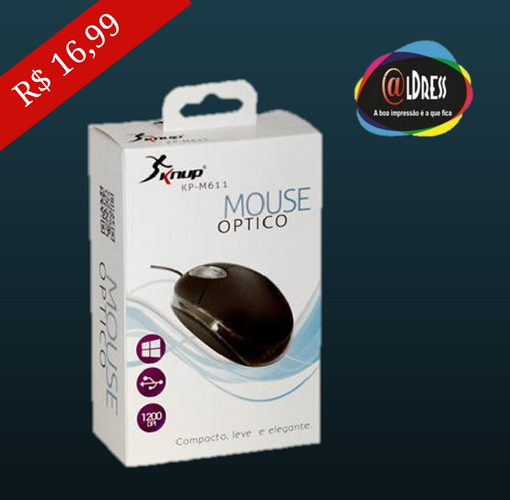 R$ 16,99
@LDRESS
A boa impressão é a que fica
Knup®
KP-M611
MOUSE
OPTICO
MOUSE
OPTICO
1200
DPI
Compacto, leve e elegante.